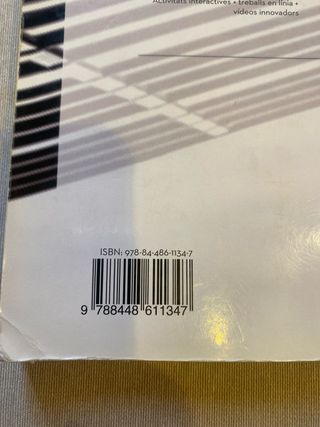 Activitats interactives • treballs en línia •
vídeos innovadors
ISBN: 978-84-486-1134-7
9 788448 611347